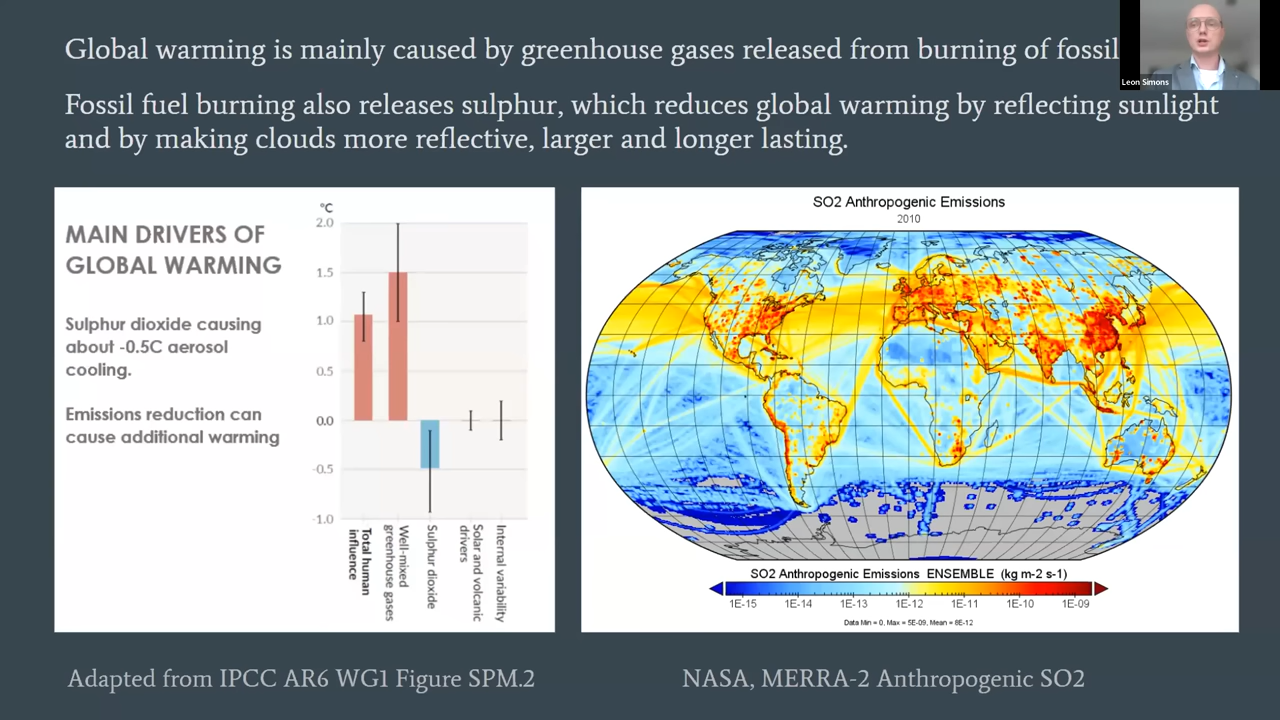 Global warming is mainly caused by greenhouse gases released from burning of fossil
Leon Simons
Fossil fuel burning also releases sulphur, which reduces global warming by reflecting sunlight
and by making clouds more reflective, larger and longer lasting.
MAIN DRIVERS OF
GLOBAL WARMING
Sulphur dioxide causing
about -0.5C aerosol
cooling.
Emissions reduction can
cause additional warming
°C
2.0
1.5
1.0
0.5
0.0
-0.5
-1.0
Total human
influence
Well-mixed
greenhouse gases
Sulphur dioxide
Solar and volcanic
drivers
Internal variability
SO2 Anthropogenic Emissions
2010
SO2 Anthropogenic Emissions ENSEMBLE (kg m-2 s-1)
1E-15 1E-14 1E-13 1E-12 1E-11 1E-10 1E-09
Data Min = 0, Max = 5E-09, Mean = 8E-12
Adapted from IPCC AR6 WG1 Figure SPM.2
NASA, MERRA-2 Anthropogenic SO2